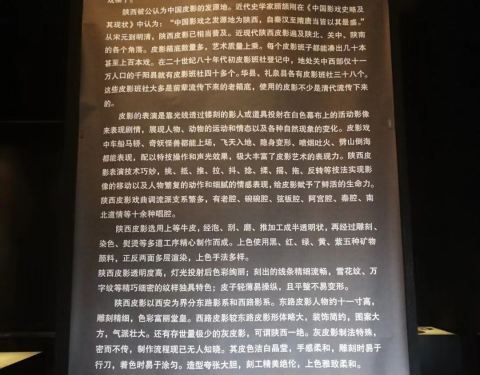 陕西被公认为中国皮影的发源地。近代史学家顾颉刚在《中国影戏史略及
其现状》中认为："中国影戏之发源地为陕西,自秦汉至隋唐当皆以其最盛。"
从宋元到明清,陕西皮影已相当普及。近现代陕西皮影遍及陕北、关中、陕南
的各个角落。皮影箱底数量多,艺术质量上乘。每个皮影班子都能凑出几十本
甚至上百本戏。在二十世纪八十年代初皮影班社登记中,地处关中西部仅十一
万人口的千阳县就有皮影班社四十多个。华县、礼泉县各有皮影班社三十八个。
这些皮影班社大多是前辈流传下来的老箱底,使用的皮影不少是清代流传下来
的。
皮影的表演是靠光线透过镂刻的影人或道具投射在白色幕布上的活动影像
来表现剧情,展现人物、动物的运动和情态以及各种自然现象的变化。皮影戏
中车船马轿、奇妖怪兽都能上场,飞天入地、隐身变形、喷烟吐火、劈山倒海
都能表现,配以特技操作和声光效果,极大丰富了皮影艺术的表现力。陕西皮
影表演技术巧妙,挨、纸、推、拉、抖、捻、揉、摇、拖、反转等技法实现影
像的移动以及人物繁复的动作和细腻的情感表现,给皮影赋予了鲜活的生命力。
陕西皮影戏曲调流派支系繁多,有老腔、碗碗腔、弦板腔、阿宫腔、秦腔、南
北道情等十余种唱腔。
陕西皮影选用上等牛皮,经泡、刮、磨、推加工成半透明状,再经过雕刻、
染色、熨烫等多道工序精心制作而成。上色使用黑、红、绿、黄、紫五种矿物
颜料,正反两面多层渲染,上色手法多样。
陕西皮影透明度高,灯光投射后色彩绚丽;刻出的线条精细流畅,雪花纹、万
字纹等精巧细密的纹样独具特色;皮子轻薄易操纵,且平整不易变形。
陕西皮影以西安为界分东路影系和西路影系。东路皮影人物约十一寸高,
雕刻精细,色彩富丽堂皇。西路皮影较东路皮影形体略大,装饰简约,图案大
方,气派壮大。还有存世量极少的灰皮影,可谓陕西一绝。灰皮影制法特殊,
密而不传,制作流程现已无人知晓。其皮色洁白晶莹,手感柔和,雕刻时易于
行刀,着色时易于涂匀。造型夸张大胆,刻工精美绝伦,上色雅致柔和。